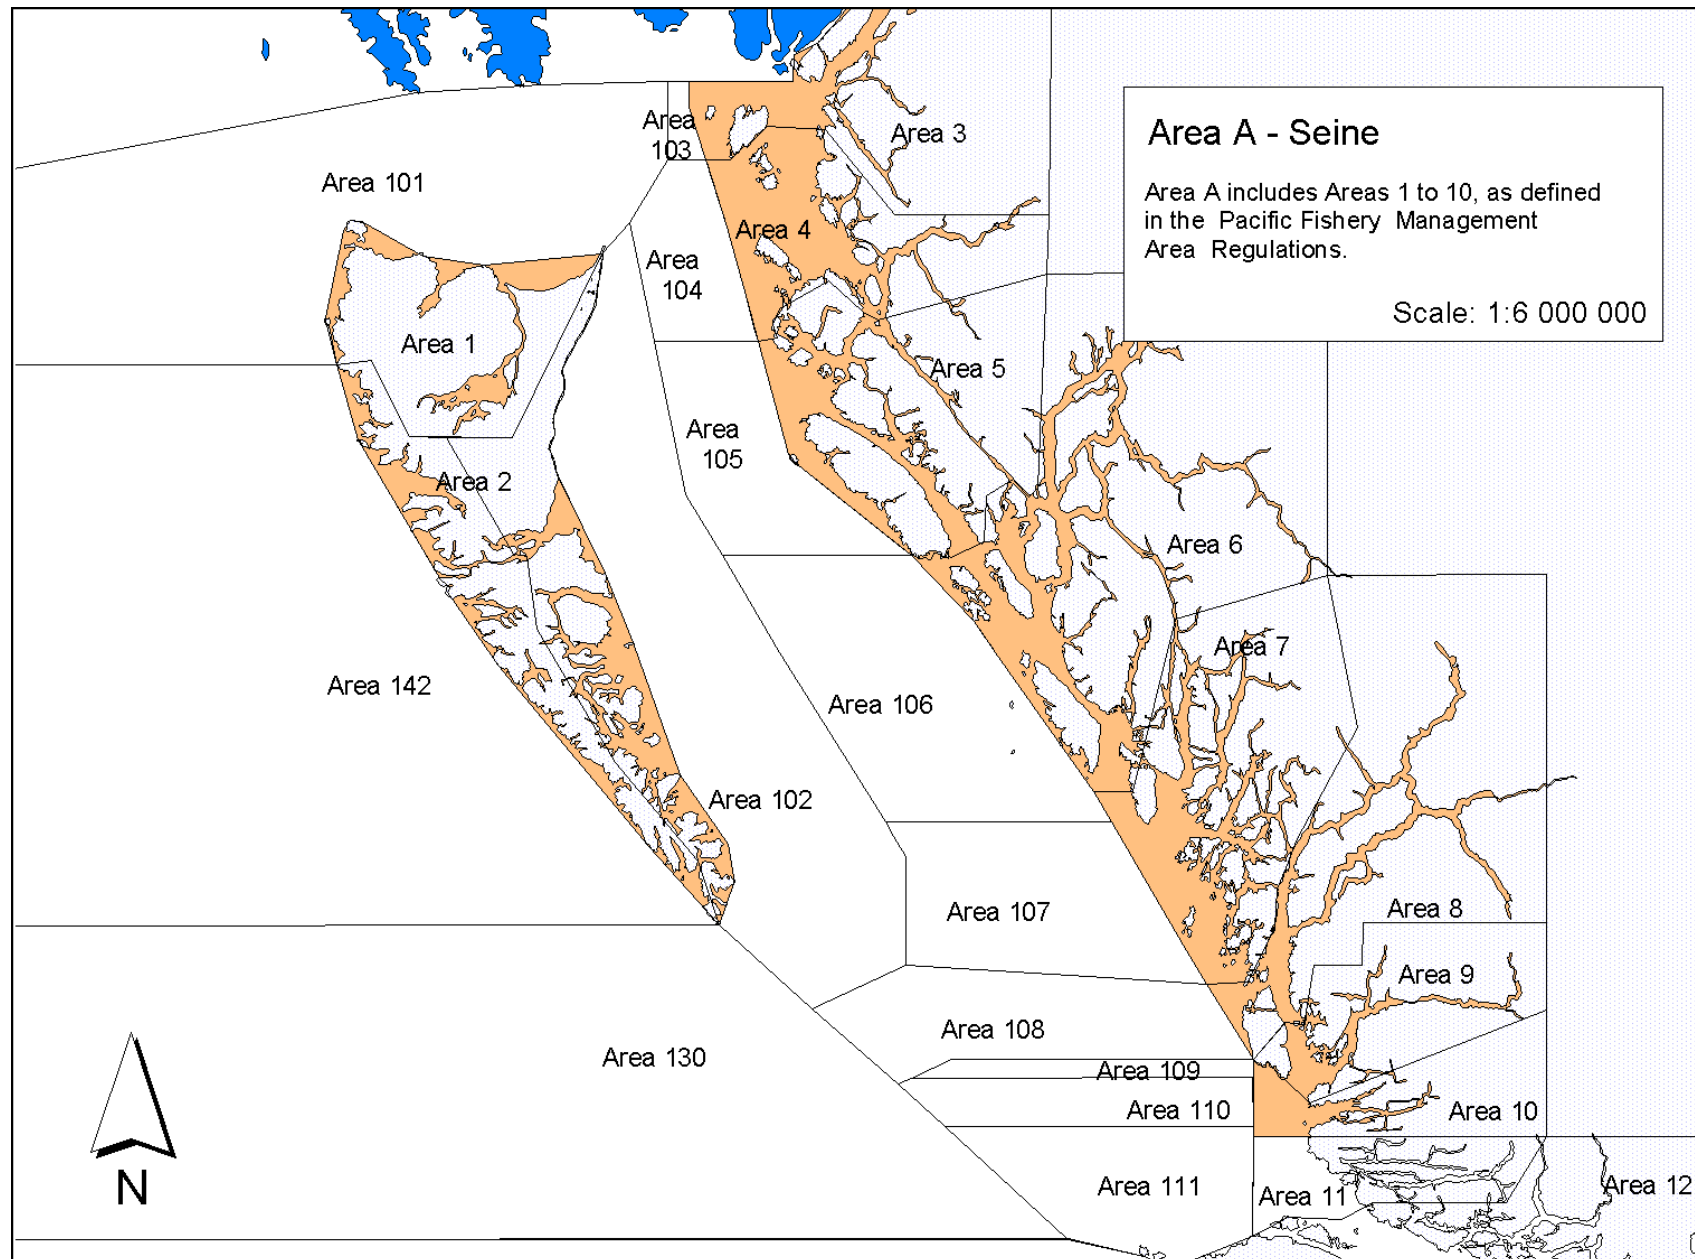 Area A - Seine
Area A includes Areas 1 to 10, as defined
in the Pacific Fishery Management
Area Regulations.
Scale: 1:6 000 000
Area
103
Area 3
Area 101
Area 4
Area
104
Area 1
Area 5
Area
105
Area 2
Area 6
Area 7
Area 142
Area 106
Area 102
Area 107
Area 8
Area 9
Area 108
Area 130
Area 109
Area 110
Area 10
Area 111
Area 11
Area 12
N